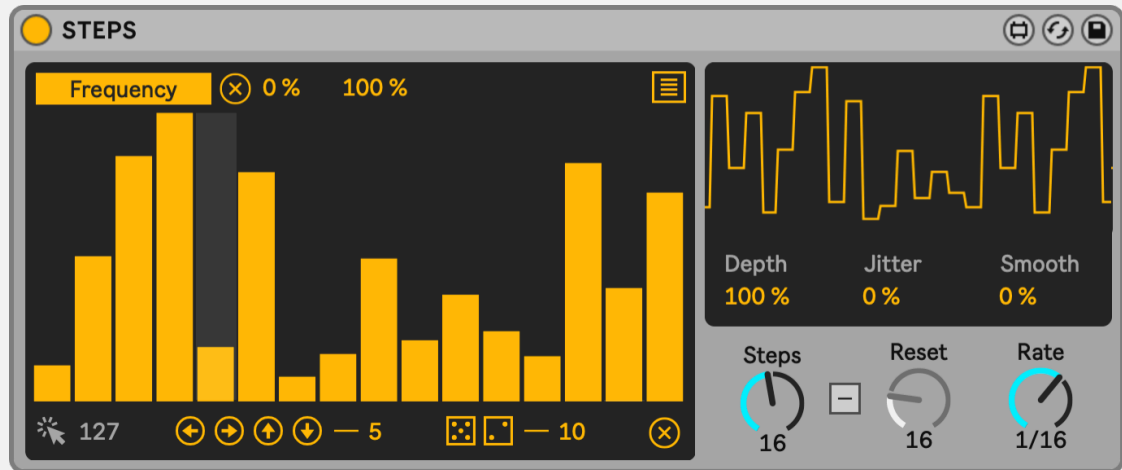 STEPS
Frequency 0 % 100 %
127 5 10
Depth Jitter Smooth
100 % 0 % 0 %
Steps Reset Rate
16 16 1/16